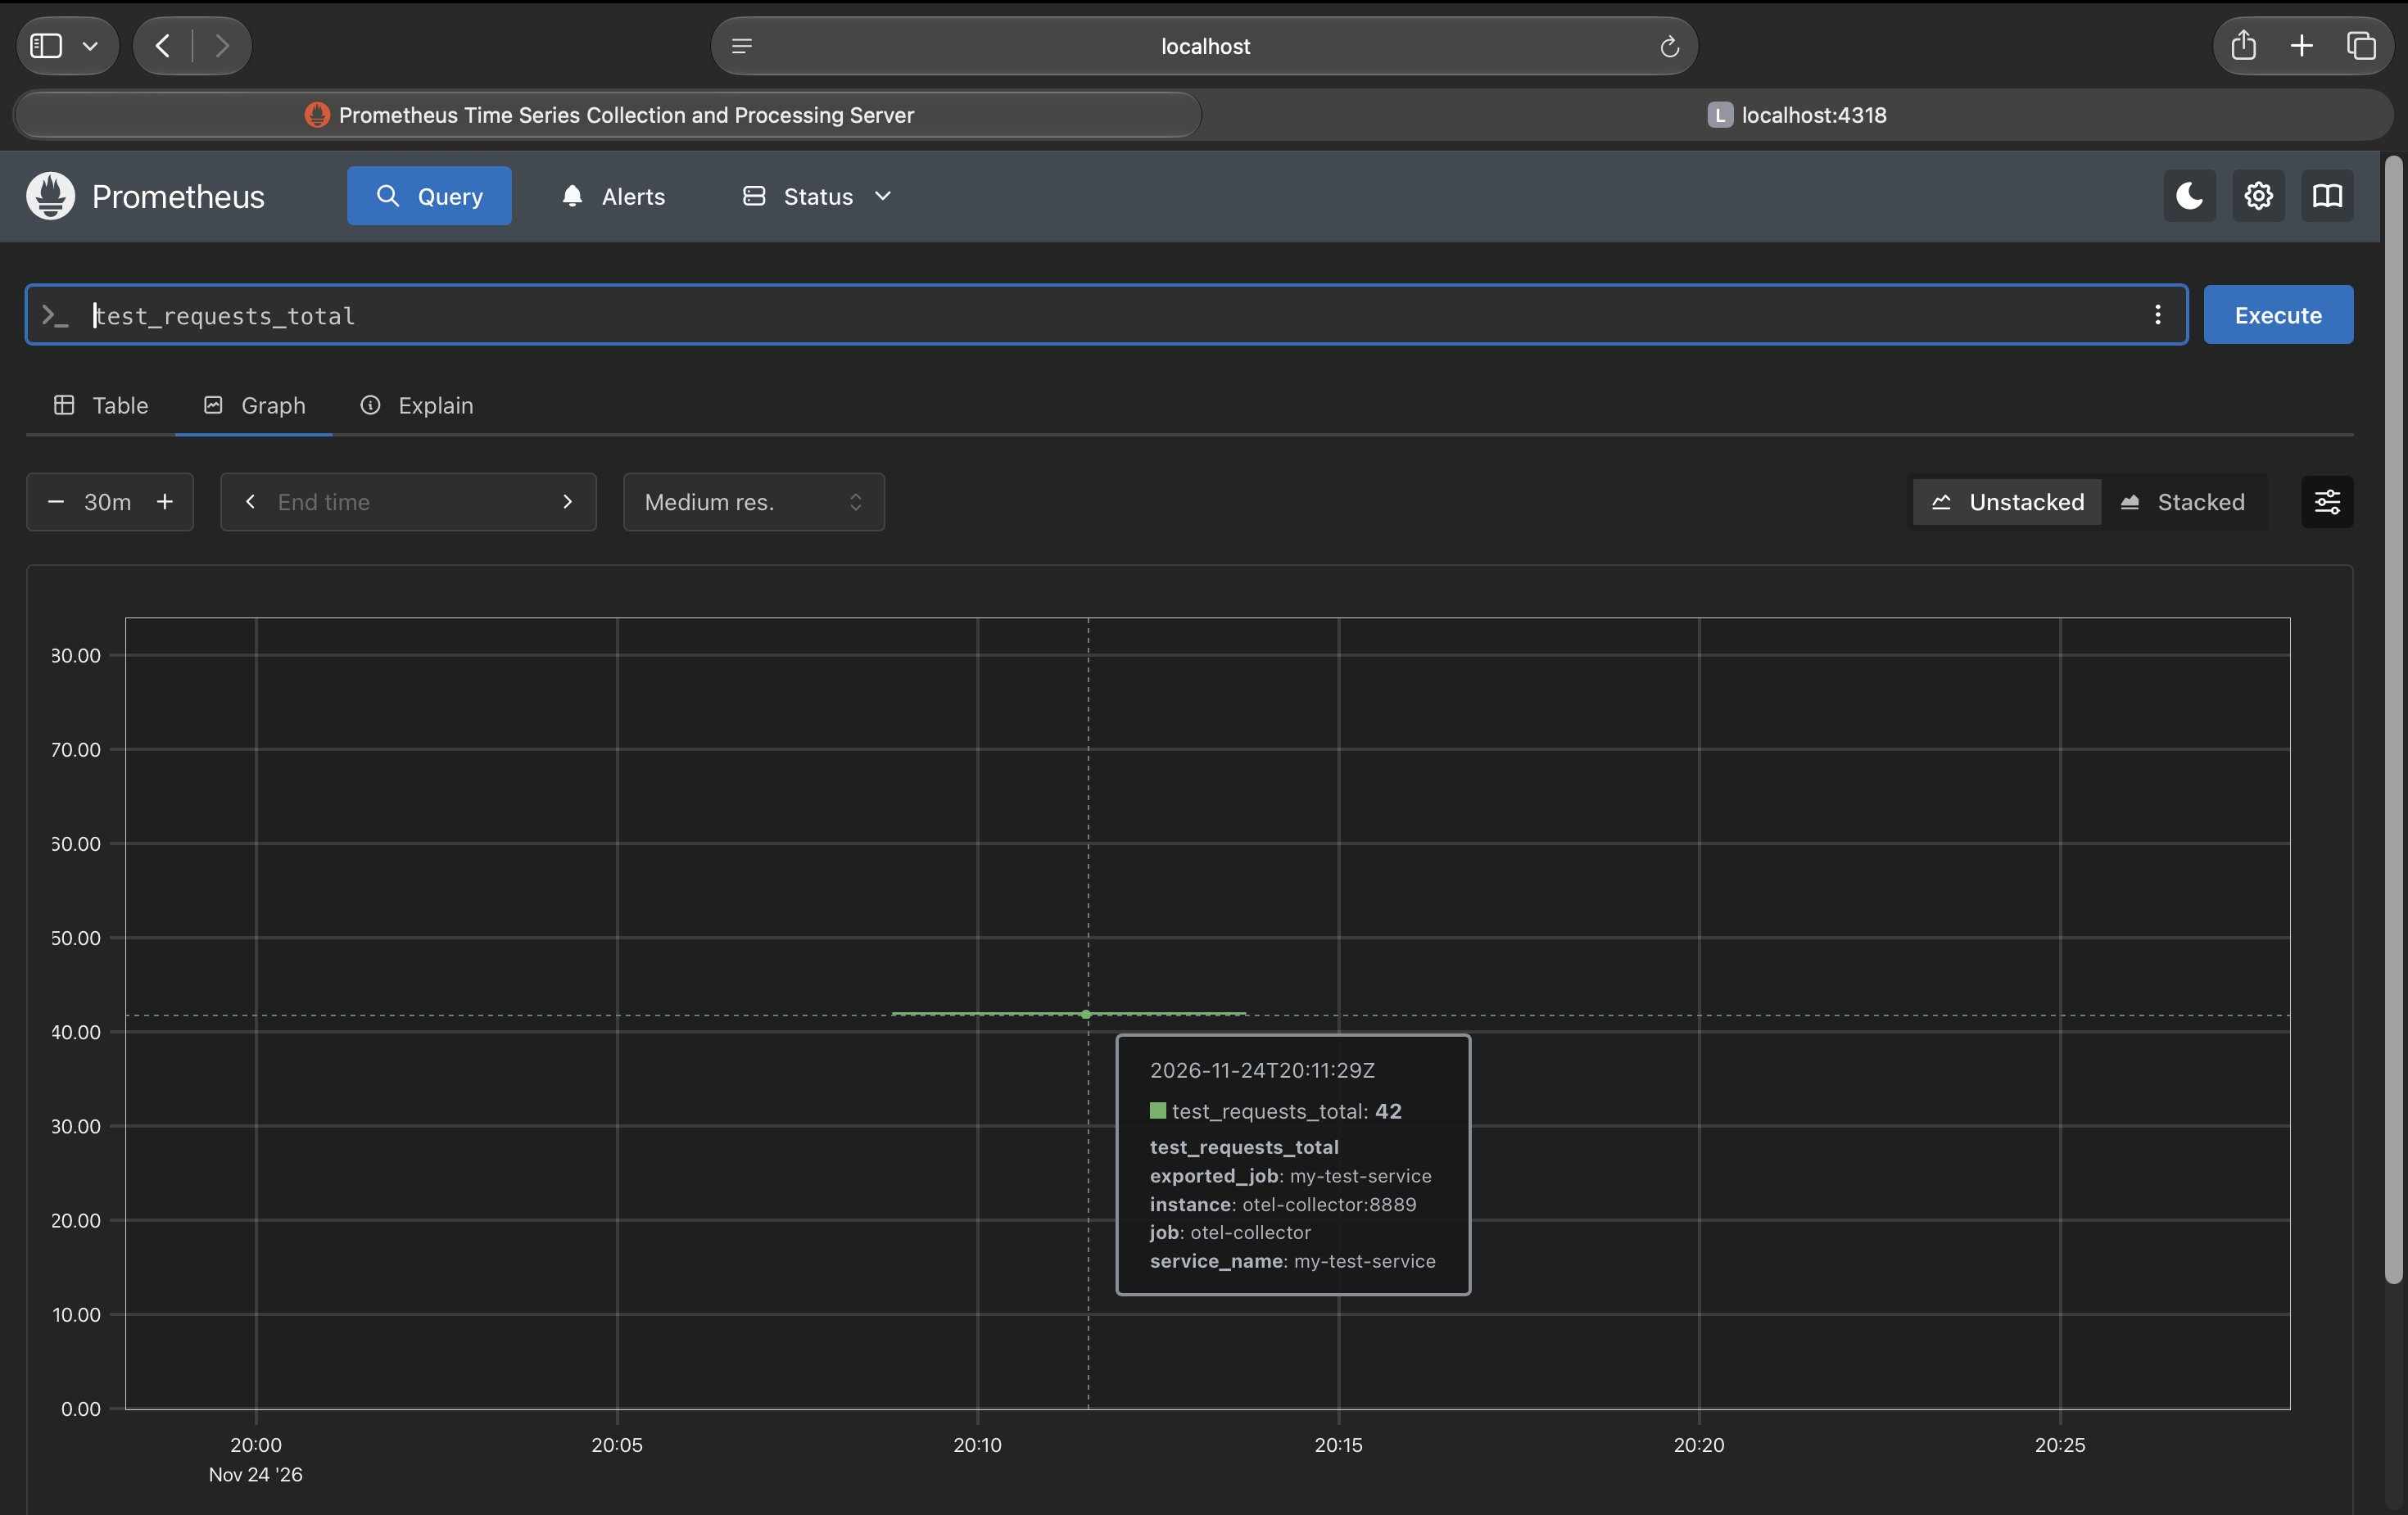 localhost
Prometheus Time Series Collection and Processing Server
L localhost:4318
Prometheus Query Alerts Status
>_ test_requests_total Execute
Table Graph Explain
30m End time Medium res. Unstacked Stacked
80.00
70.00
60.00
50.00
40.00
30.00
20.00
10.00
0.00
2026-11-24T20:11:29Z
test_requests_total: 42
test_requests_total
exported_job: my-test-service
instance: otel-collector:8889
job: otel-collector
service_name: my-test-service
20:00 20:05 20:10 20:15 20:20 20:25
Nov 24 '26